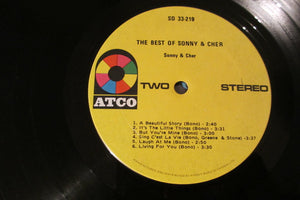 SD 33-219
THE BEST OF SONNY & CHER
Sonny & Cher
ATCO
TWO
STEREO
1. A Beautiful Story (Bono) - 2:40
2. It's The Little Things (Bono) - 3:31
3. But You're Mine (Bono) - 3:00
4. Sing C'est La Vie (Bono, Greene & Stone) - 3:37
5. Laugh At Me (Bono) - 2:50
6. Living For You (Bono) - 3:30